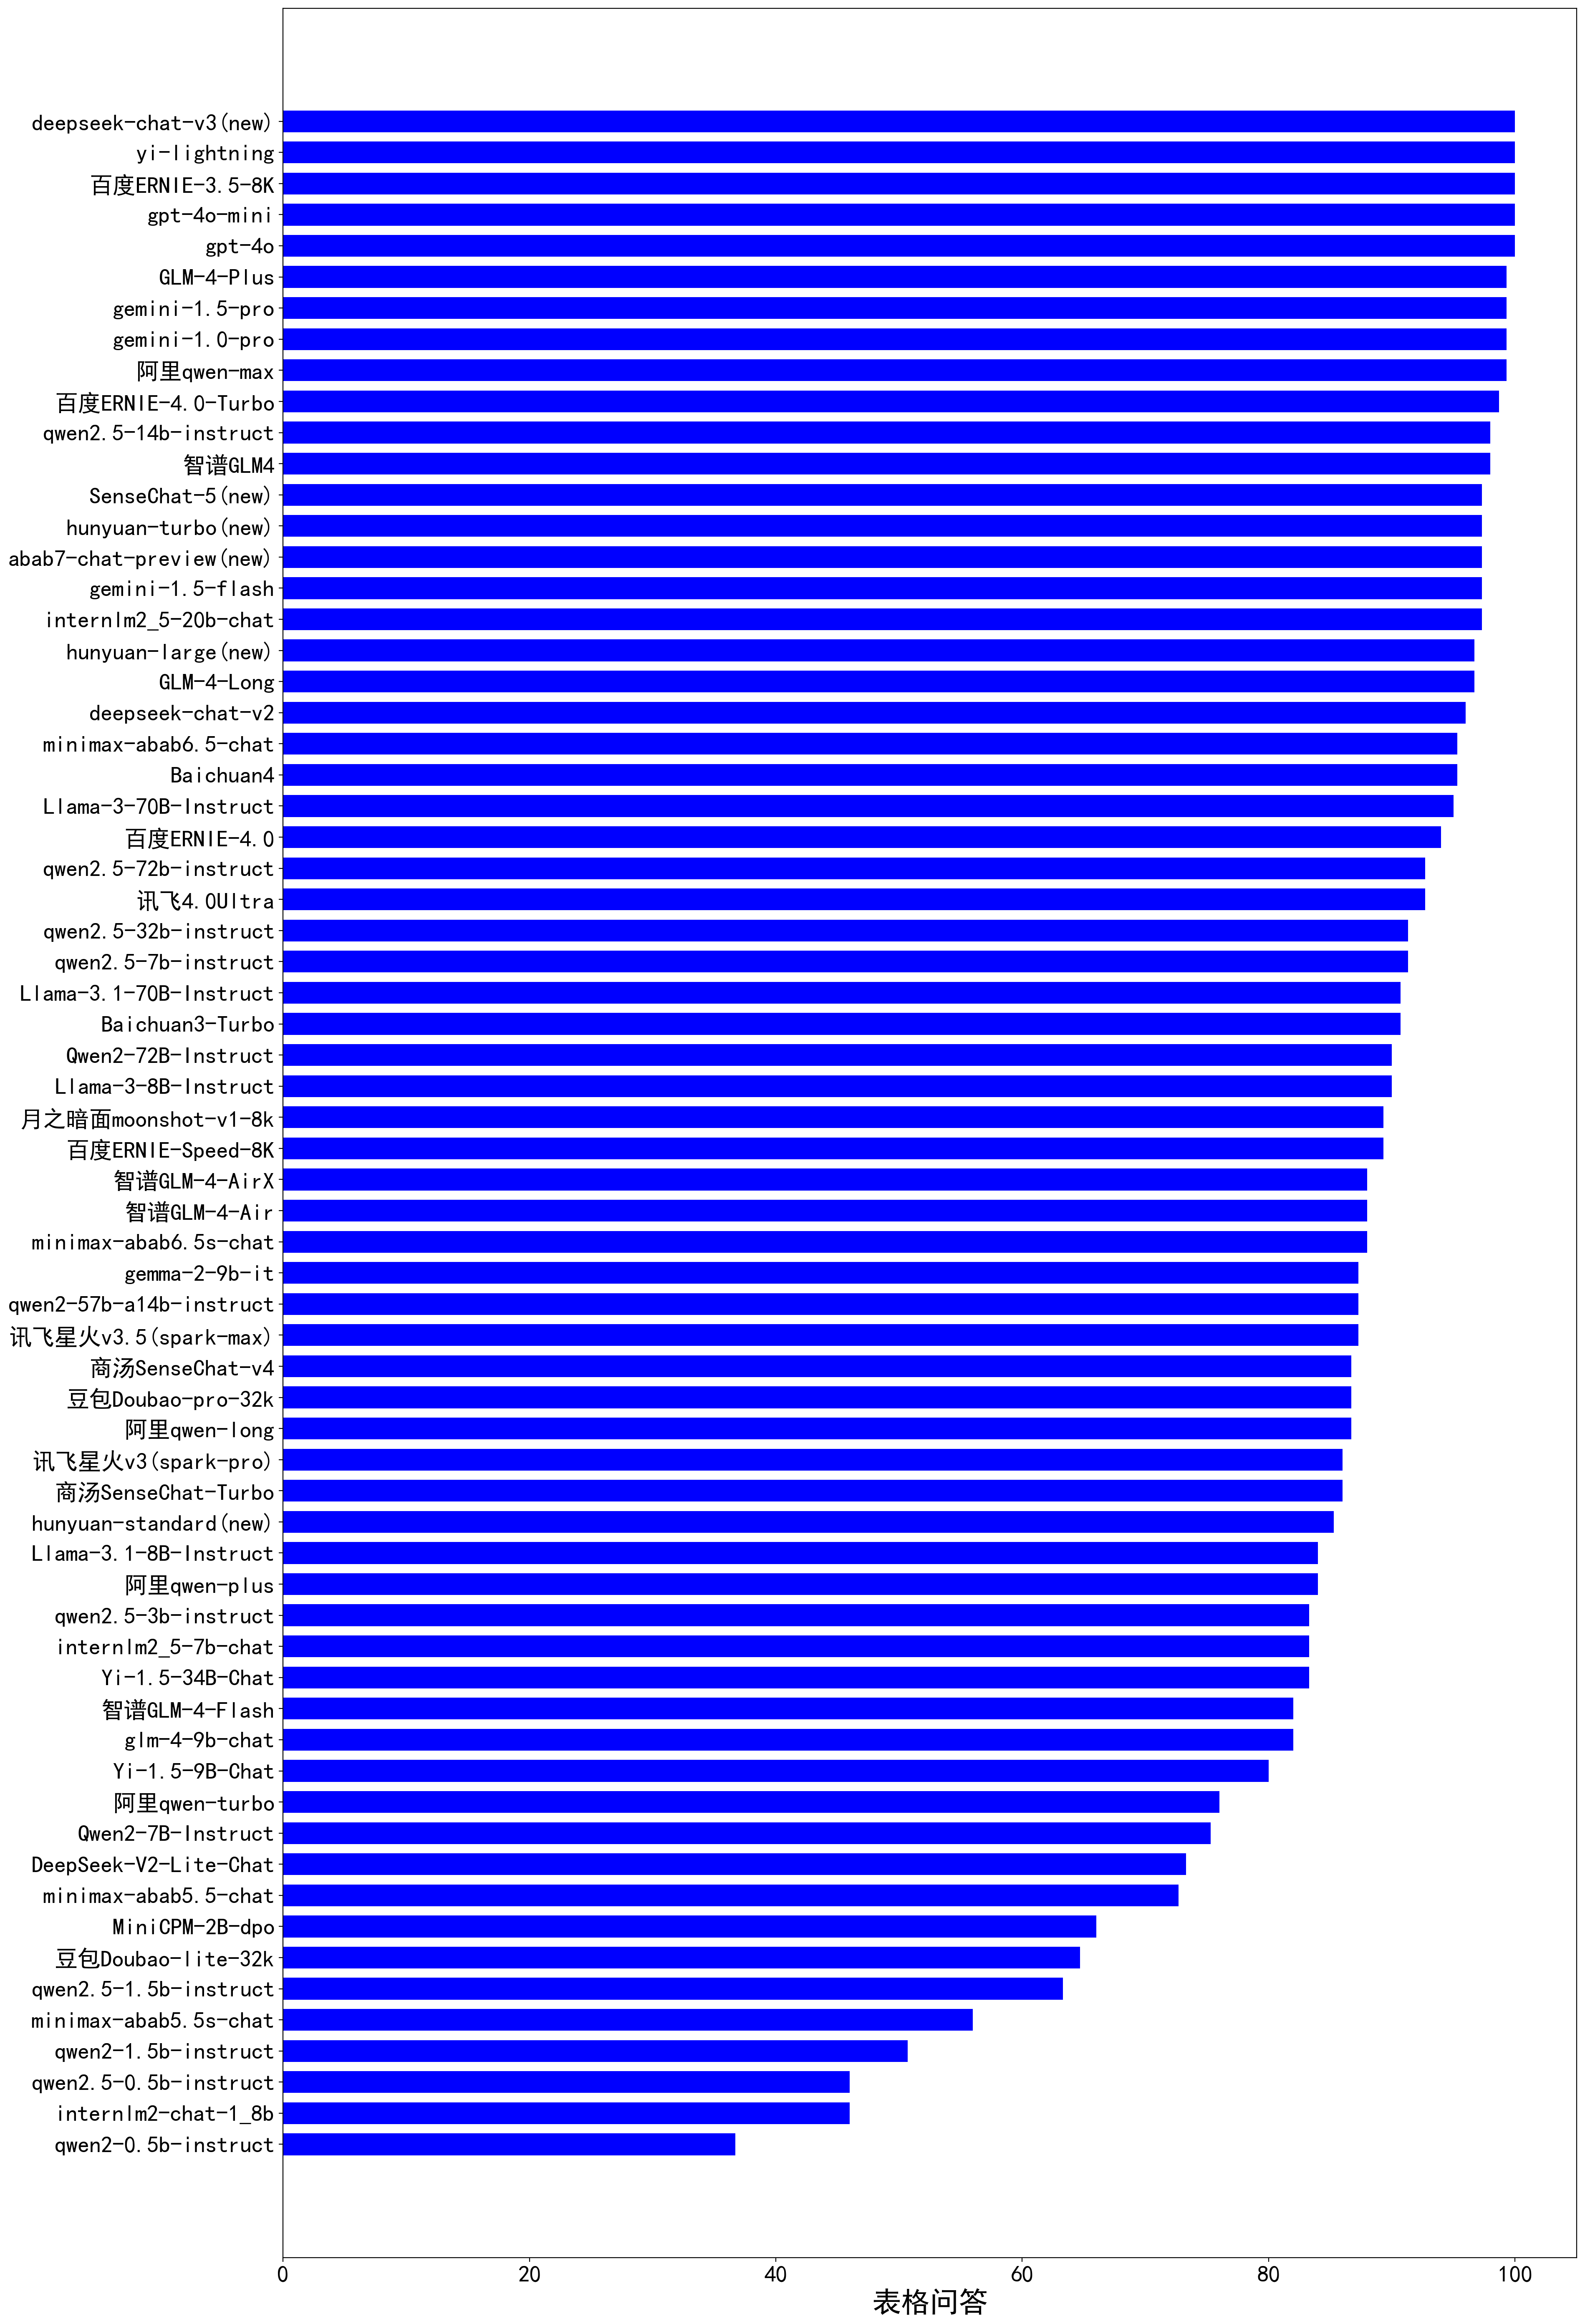 deepseek-chat-v3(new)
yi-lightning
百度ERNIE-3.5-8K
gpt-4o-mini
gpt-4o
GLM-4-Plus
gemini-1.5-pro
gemini-1.0-pro
阿里qwen-max
百度ERNIE-4.0-Turbo
qwen2.5-14b-instruct
智谱GLM4
SenseChat-5(new)
hunyuan-turbo(new)
abab7-chat-preview(new)
gemini-1.5-flash
internlm2_5-20b-chat
hunyuan-large(new)
GLM-4-Long
deepseek-chat-v2
minimax-abab6.5-chat
Baichuan4
Llama-3-70B-Instruct
百度ERNIE-4.0
qwen2.5-72b-instruct
讯飞4.0Ultra
qwen2.5-32b-instruct
qwen2.5-7b-instruct
Llama-3.1-70B-Instruct
Baichuan3-Turbo
Qwen2-72B-Instruct
Llama-3-8B-Instruct
月之暗面moonshot-v1-8k
百度ERNIE-Speed-8K
智谱GLM-4-AirX
智谱GLM-4-Air
minimax-abab6.5s-chat
gemma-2-9b-it
qwen2-57b-a14b-instruct
讯飞星火v3.5(spark-max)
商汤SenseChat-v4
豆包Doubao-pro-32k
阿里qwen-long
讯飞星火v3(spark-pro)
商汤SenseChat-Turbo
hunyuan-standard(new)
Llama-3.1-8B-Instruct
阿里qwen-plus
qwen2.5-3b-instruct
internlm2_5-7b-chat
Yi-1.5-34B-Chat
智谱GLM-4-Flash
glm-4-9b-chat
Yi-1.5-9B-Chat
阿里qwen-turbo
Qwen2-7B-Instruct
DeepSeek-V2-Lite-Chat
minimax-abab5.5-chat
MiniCPM-2B-dpo
豆包Doubao-lite-32k
qwen2.5-1.5b-instruct
minimax-abab5.5s-chat
qwen2-1.5b-instruct
qwen2.5-0.5b-instruct
internlm2-chat-1_8b
qwen2-0.5b-instruct
0 20 40 60 80 100
表格问答